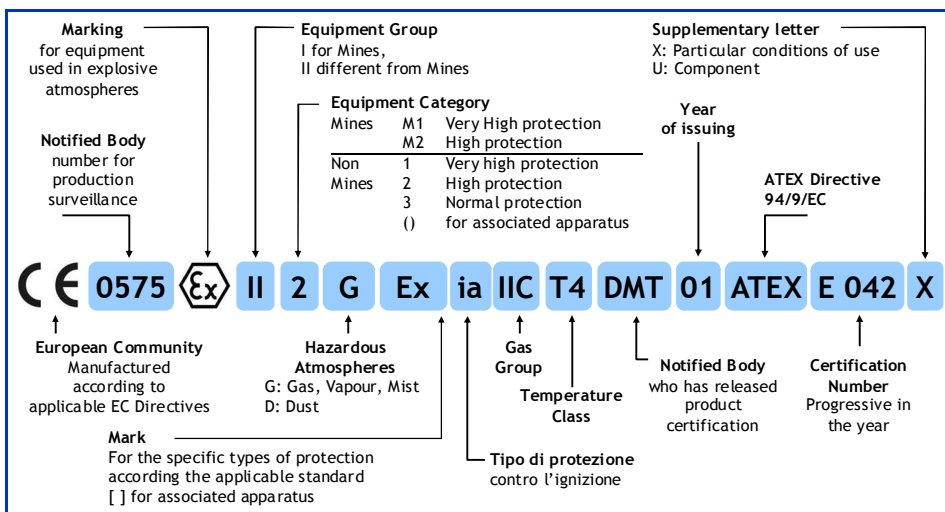 Marking
for equipment
used in explosive
atmospheres
Equipment Group
I for Mines,
II different from Mines
Supplementary letter
X: Particular conditions of use
U: Component
Equipment Category
Mines M1 Very High protection
M2 High protection
Non 1 Very high protection
Mines 2 High protection
3 Normal protection
() for associated apparatus
Year
of issuing
Notified Body
number for
production
surveillance
ATEX Directive
94/9/EC
CE 0575 Ex II 2 G Ex ia IIC T4 DMT 01 ATEX E 042 X
European Community
Manufactured
according to
applicable EC Directives
Hazardous
Atmospheres
G: Gas, Vapour, Mist
D: Dust
Gas
Group
Temperature
Class
Notified Body
who has released
product
certification
Certification
Number
Progressive in
the year
Mark
For the specific types of protection
according the applicable standard
[ ] for associated apparatus
Tipo di protezione
contro l'ignizione